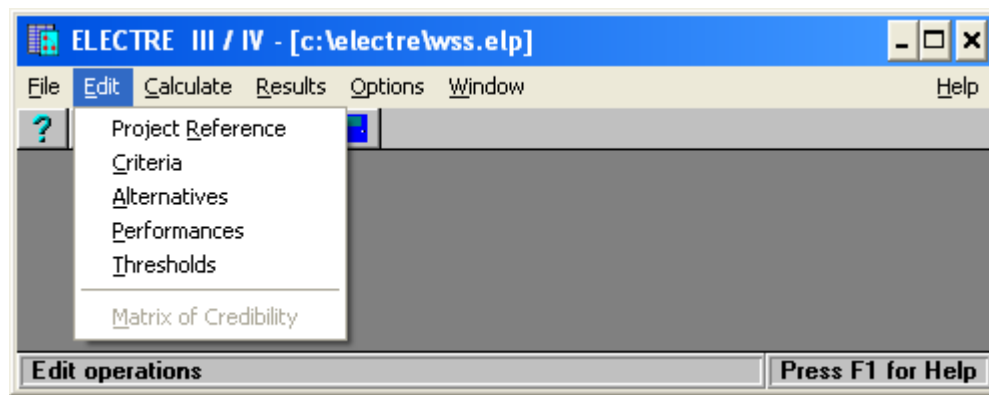 ELECTRE III / IV - [c:\electre\wss.elp]
File Edit Calculate Results Options Window Help
?
Project Reference
Criteria
Alternatives
Performances
Thresholds
Matrix of Credibility
Edit operations Press F1 for Help